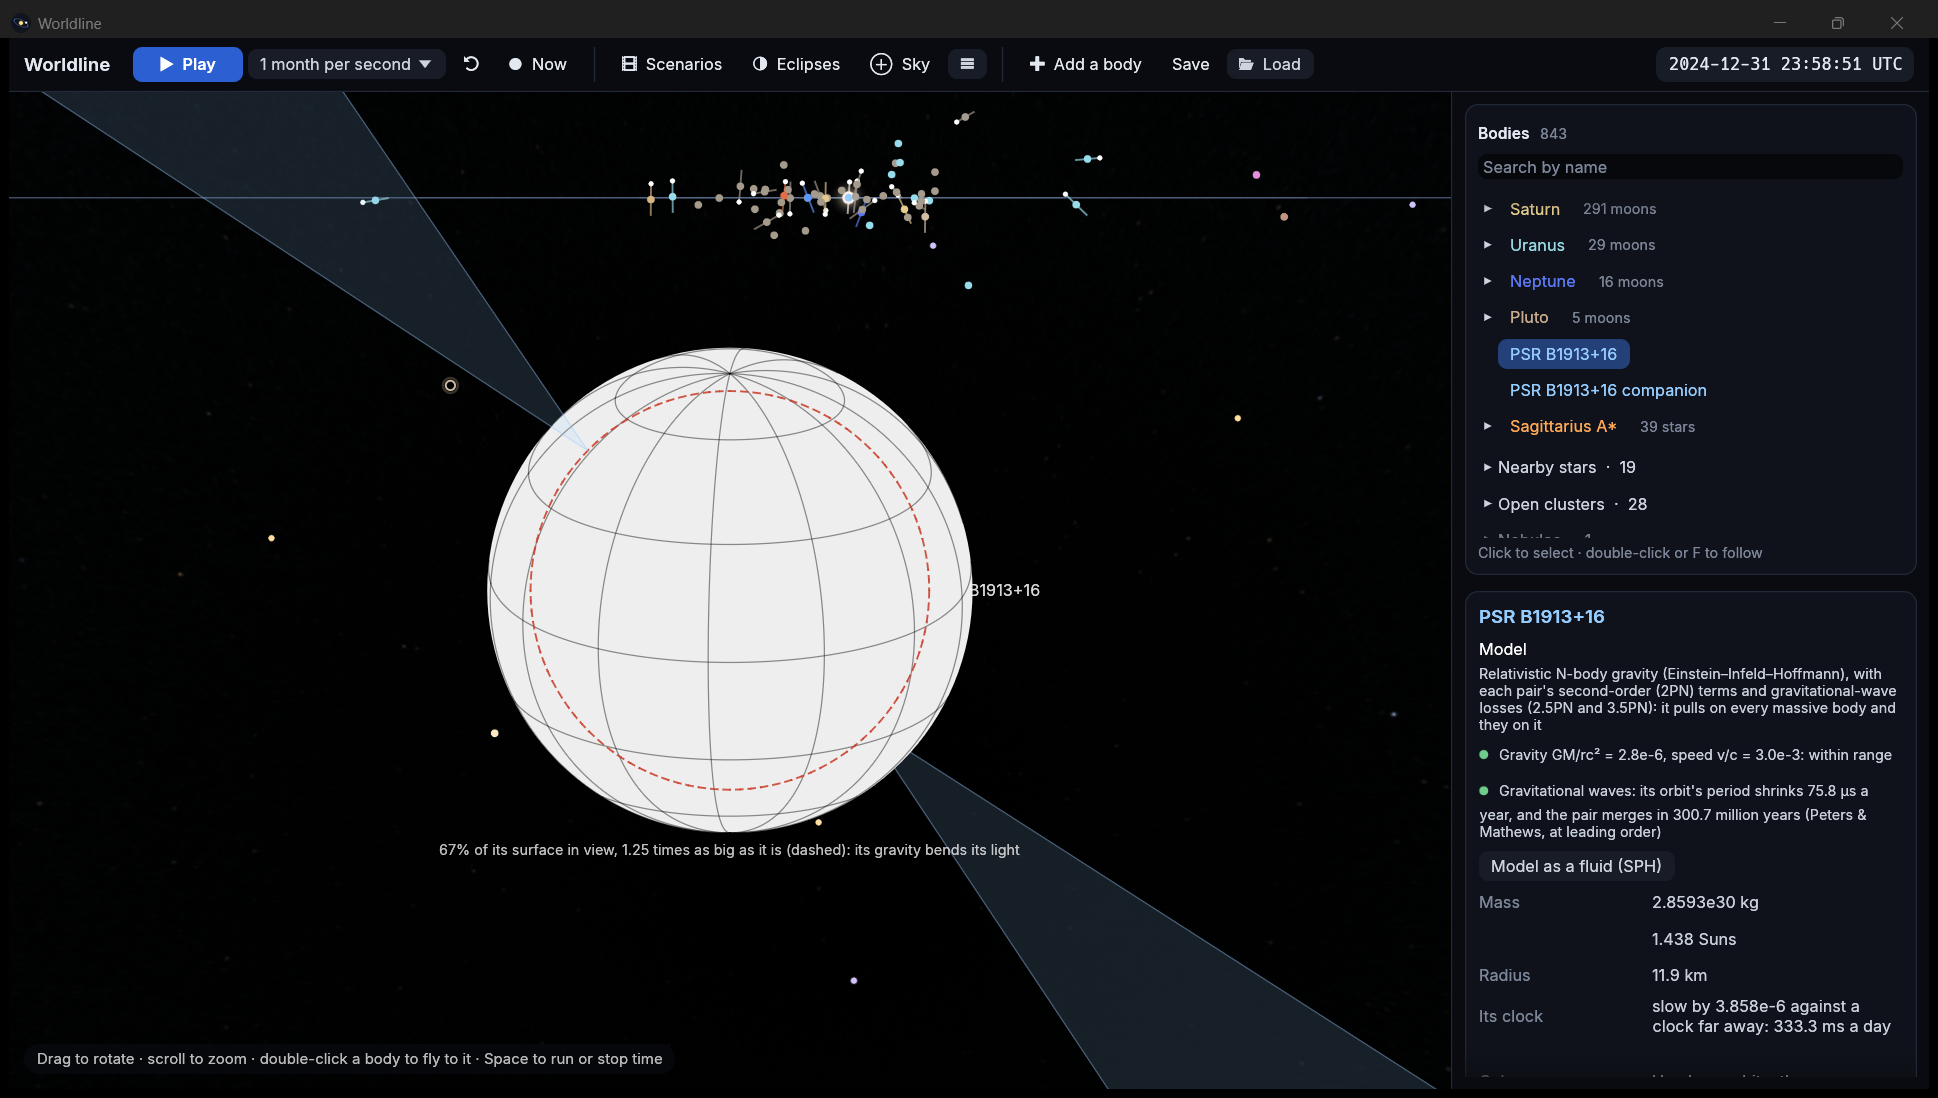 Worldline
Worldline
Play
1 month per second
Now
Scenarios
Eclipses
Sky
Add a body
Save
Load
2024-12-31 23:58:51 UTC
B1913+16
67% of its surface in view, 1.25 times as big as it is (dashed): its gravity bends its light
Drag to rotate · scroll to zoom · double-click a body to fly to it · Space to run or stop time
Bodies 843
Search by name
Saturn 291 moons
Uranus 29 moons
Neptune 16 moons
Pluto 5 moons
PSR B1913+16
PSR B1913+16 companion
Sagittarius A* 39 stars
Nearby stars · 19
Open clusters · 28
Click to select · double-click or F to follow
PSR B1913+16
Model
Relativistic N-body gravity (Einstein–Infeld–Hoffmann), with
each pair's second-order (2PN) terms and gravitational-wave
losses (2.5PN and 3.5PN): it pulls on every massive body and
they on it
Gravity GM/rc² = 2.8e-6, speed v/c = 3.0e-3: within range
Gravitational waves: its orbit's period shrinks 75.8 µs a
year, and the pair merges in 300.7 million years (Peters &
Mathews, at leading order)
Model as a fluid (SPH)
Mass 2.8593e30 kg
1.438 Suns
Radius 11.9 km
Its clock slow by 3.858e-6 against a
clock far away: 333.3 ms a day